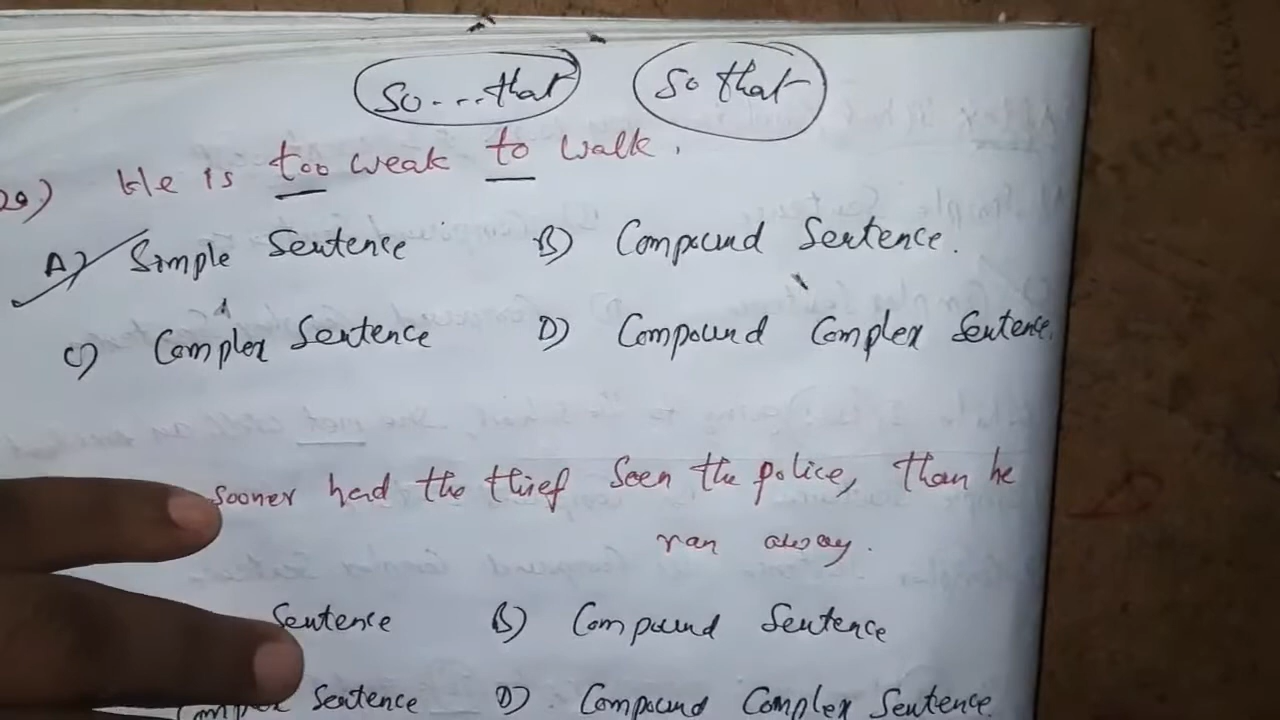 So....that So that
29) He is too weak to walk.
A) Simple Sentence B) Compound Sentence.
C) Complex Sentence D) Compound Complex Sentence.
sooner had the thief seen the police, than he
ran away.
Sentence B) Compound Sentence
Sentence D) Compound Complex Sentence